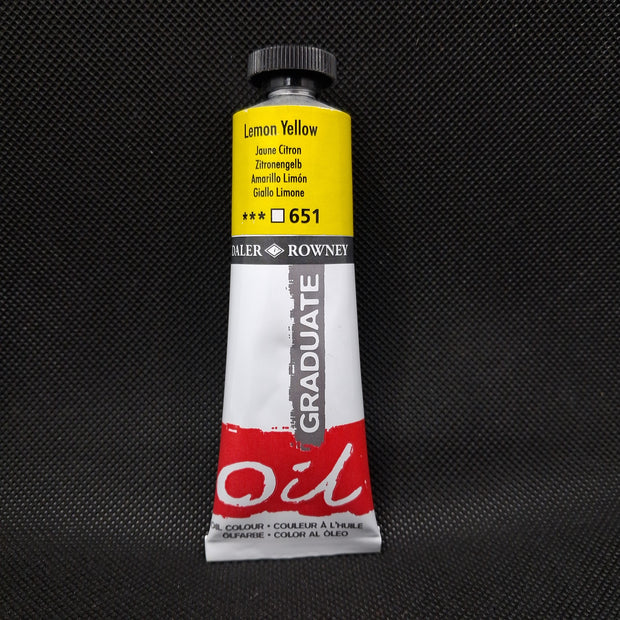 Lemon Yellow
Jaune Citron
Zitronengelb
Amarillo Limón
Giallo Limone
*** 651
DALER ROWNEY
GRADUATE
Oil
OIL COLOUR • COULEUR À L'HUILE
ÖLFARBE • COLOR AL ÓLEO